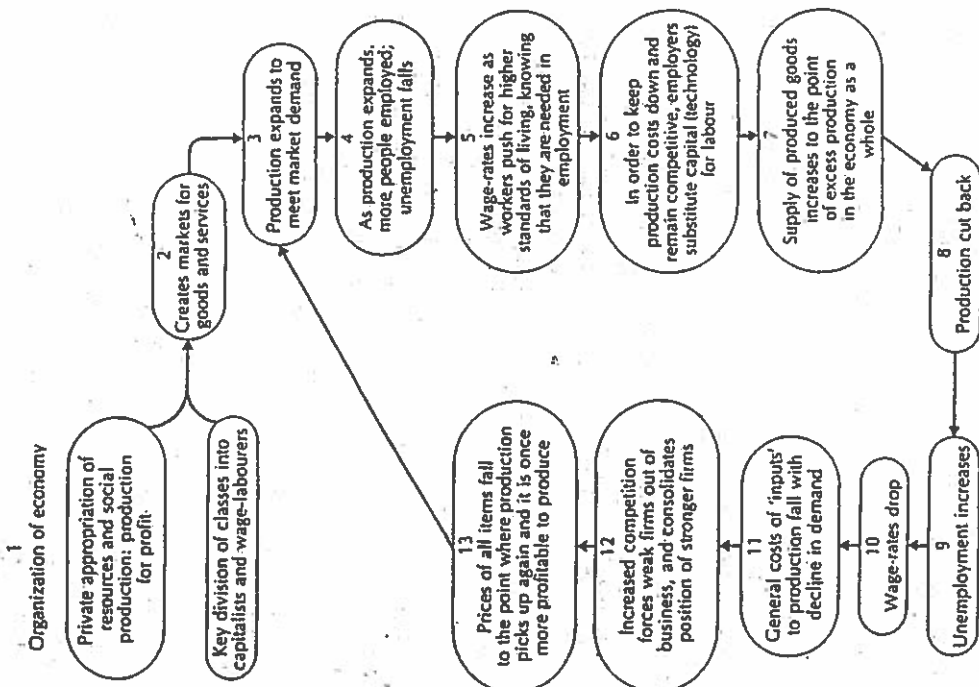 1
Organization of economy
Private appropriation of
resources and social
production: production
for profit.
Key division of classes into
capitalists and wage-labourers
2
Creates markets for
goods and services
3
Production expands to
meet market demand
4
As production expands,
more people employed;
unemployment falls
5
Wage-rates increase as
workers push for higher
standards of living, knowing
that they are needed in
employment
6
In order to keep
production costs down and
remain competitive, employers
substitute capital (technology)
for labour
7
Supply of produced goods
increases to the point
of excess production
in the economy as a
whole
8
Production cut back
9
Unemployment increases
10
Wage-rates drop
11
General costs of 'inputs'
to production fall with
decline in demand
12
Increased competition
forces weak firms out of
business, and consolidates
position of stronger firms
13
Prices of all items fall
to the point where production
picks up again and it is once
more profitable to produce